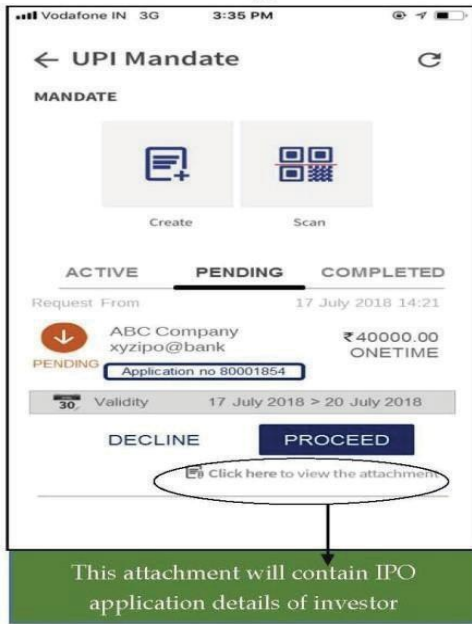 Vodafone IN 3G 3:35 PM
← UPI Mandate
MANDATE
Create Scan
ACTIVE PENDING COMPLETED
Request From 17 July 2018 14:21
ABC Company ₹40000.00
xyzipo@bank ONETIME
PENDING
Application no 80001854
30 Validity 17 July 2018 > 20 July 2018
DECLINE PROCEED
Click here to view the attachment
This attachment will contain IPO
application details of investor